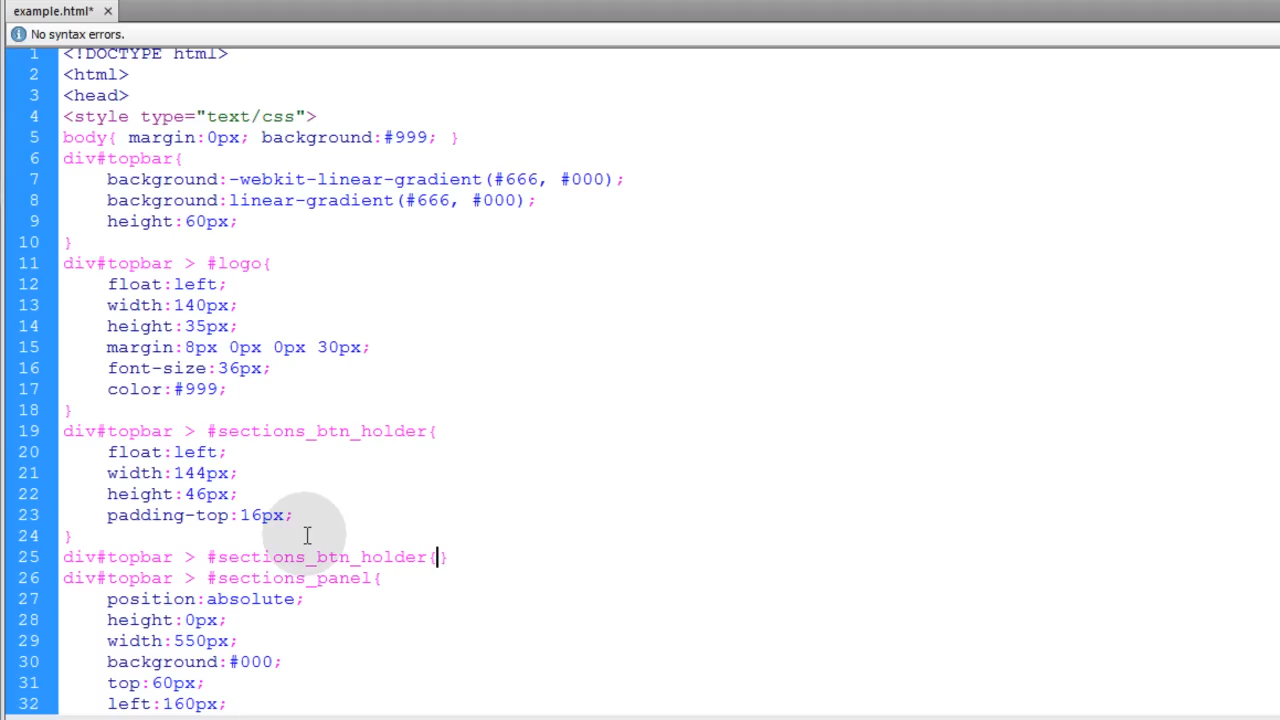 example.html* ×
No syntax errors.
1 <!DOCTYPE html>
2 <html>
3 <head>
4 <style type="text/css">
5 body{ margin:0px; background:#999; }
6 div#topbar{
7 background:-webkit-linear-gradient(#666, #000);
8 background:linear-gradient(#666, #000);
9 height:60px;
10 }
11 div#topbar > #logo{
12 float:left;
13 width:140px;
14 height:35px;
15 margin:8px 0px 0px 30px;
16 font-size:36px;
17 color:#999;
18 }
19 div#topbar > #sections_btn_holder{
20 float:left;
21 width:144px;
22 height:46px;
23 padding-top:16px;
24 }
25 div#topbar > #sections_btn_holder{}
26 div#topbar > #sections_panel{
27 position:absolute;
28 height:0px;
29 width:550px;
30 background:#000;
31 top:60px;
32 left:160px;